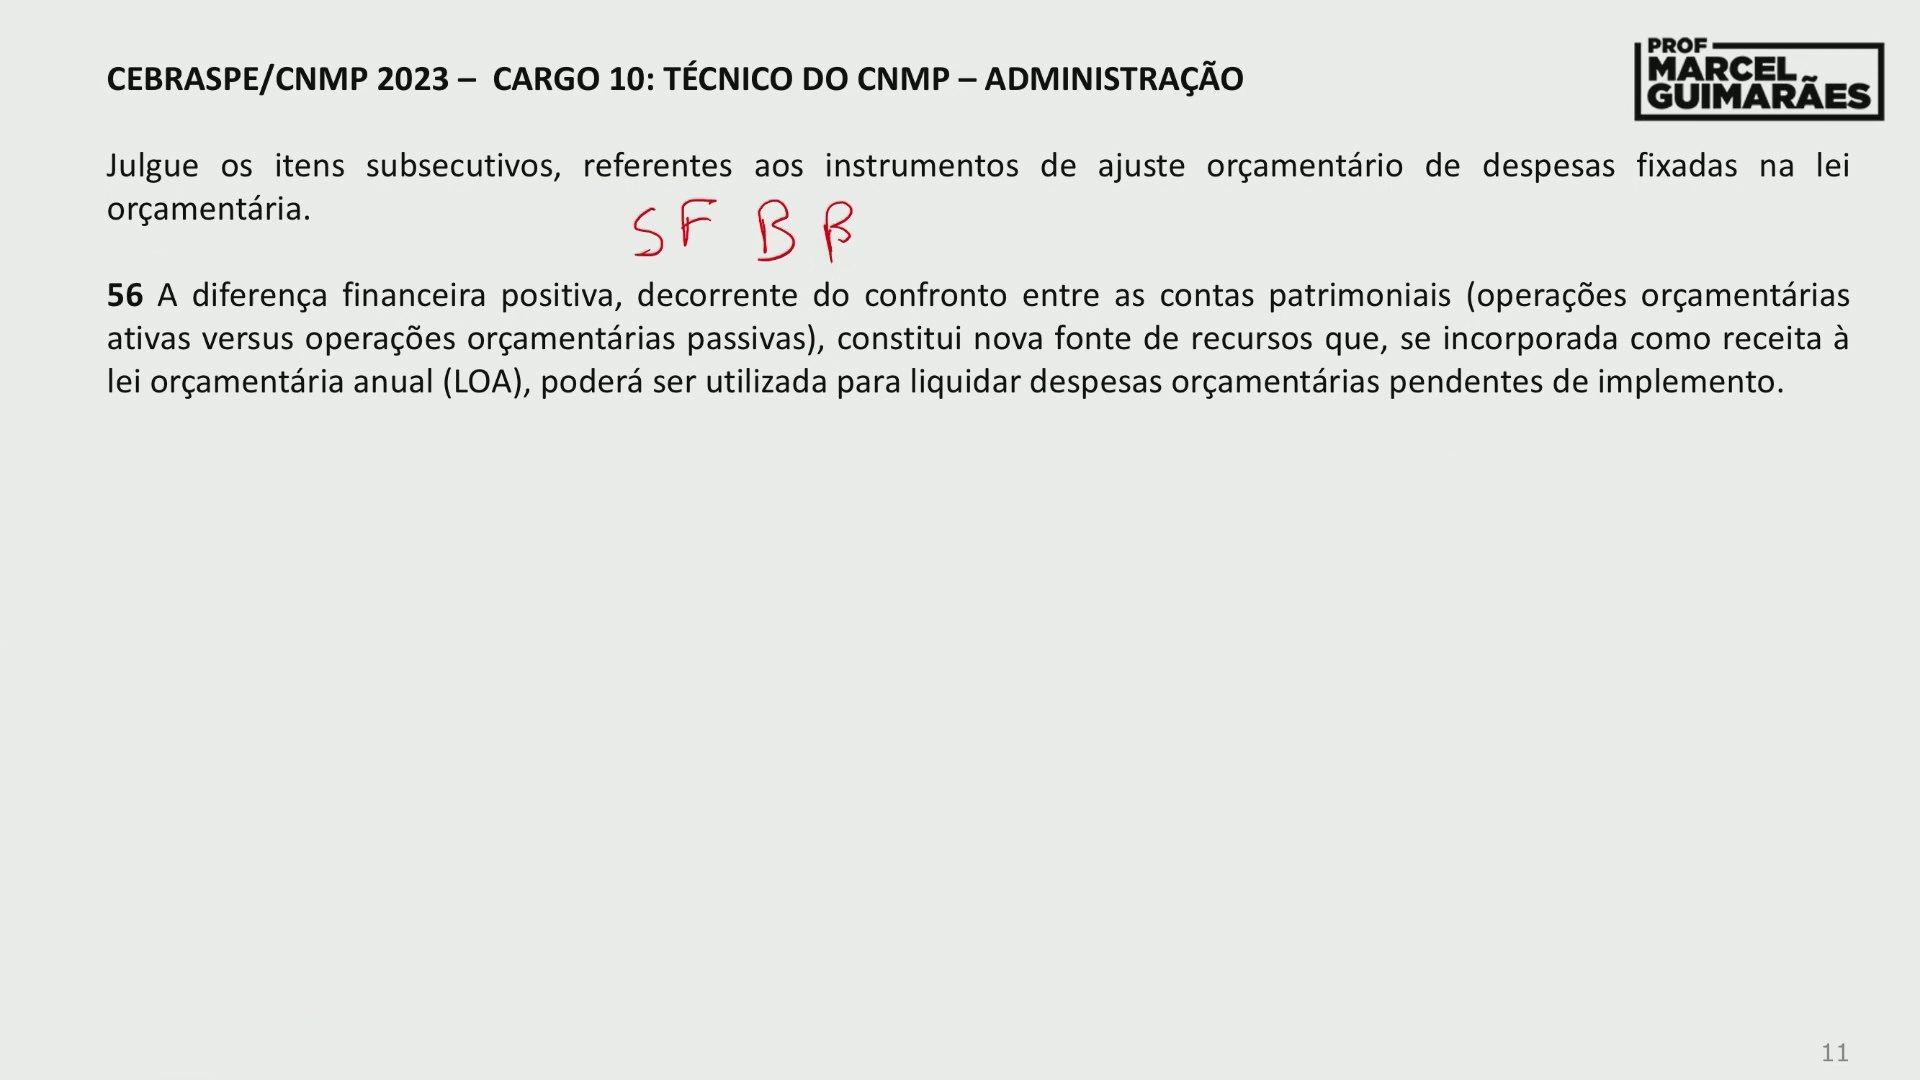 CEBRASPE/CNMP 2023 – CARGO 10: TÉCNICO DO CNMP – ADMINISTRAÇÃO
PROF
MARCEL
GUIMARÃES
Julgue os itens subsecutivos, referentes aos instrumentos de ajuste orçamentário de despesas fixadas na lei
orçamentária.
SF B P
56 A diferença financeira positiva, decorrente do confronto entre as contas patrimoniais (operações orçamentárias
ativas versus operações orçamentárias passivas), constitui nova fonte de recursos que, se incorporada como receita à
lei orçamentária anual (LOA), poderá ser utilizada para liquidar despesas orçamentárias pendentes de implemento.
11